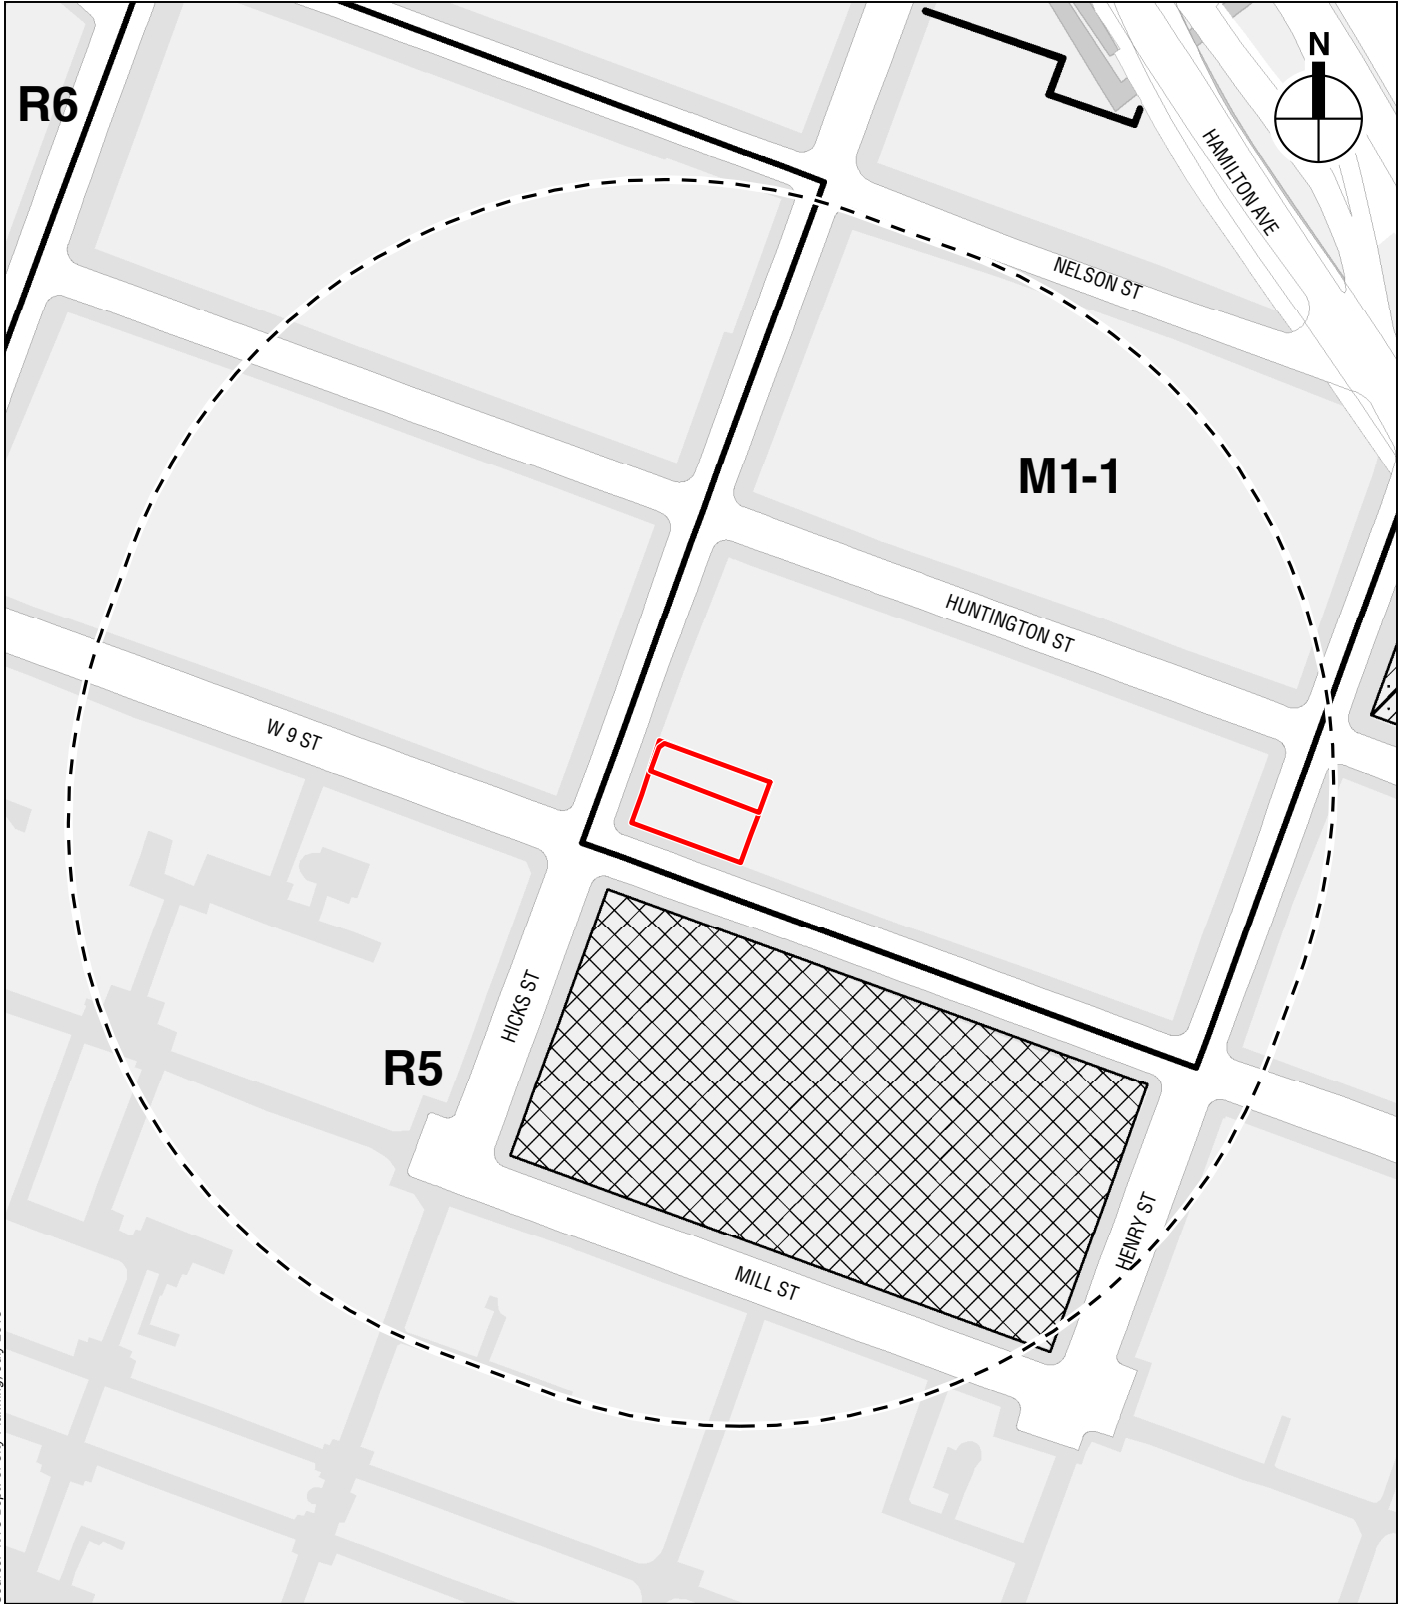 N
R6
HAMILTON AVE
NELSON ST
M1-1
HUNTINGTON ST
W 9 ST
HICKS ST
R5
HENRY ST
MILL ST